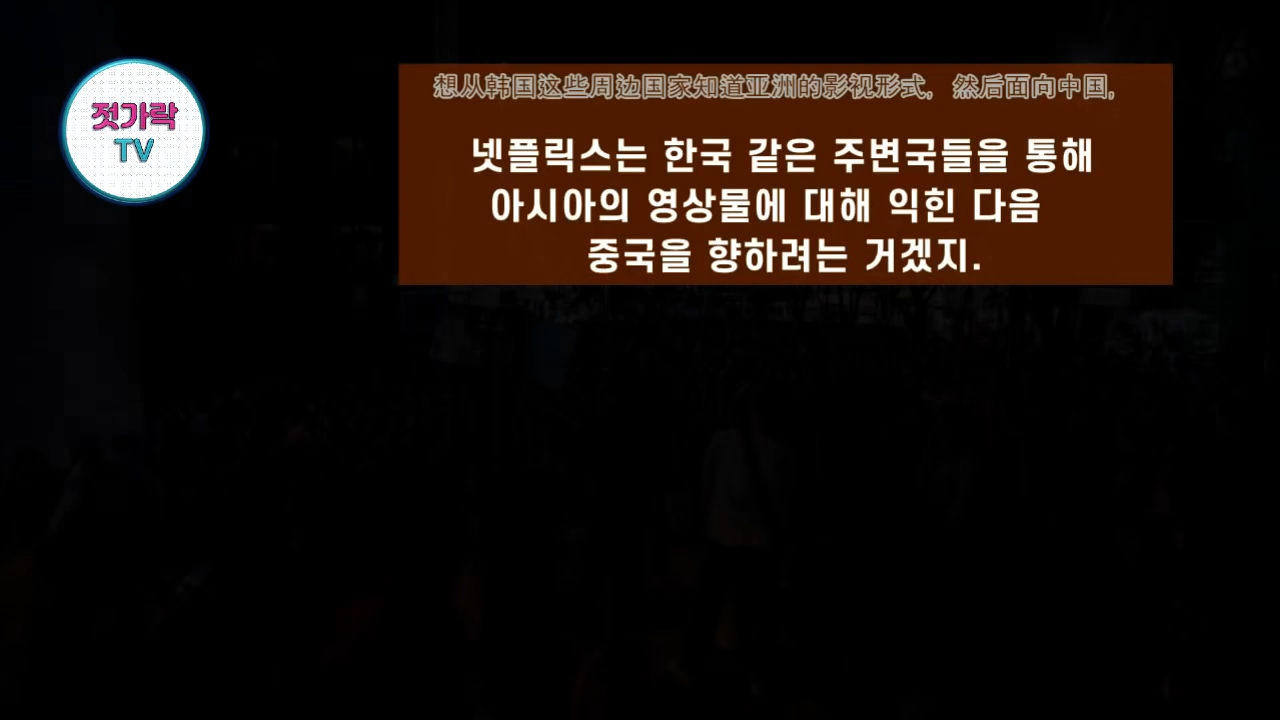 젓가락
TV
想从韩国这些周边国家知道亚洲的影视形式，然后面向中国,
넷플릭스는 한국 같은 주변국들을 통해
아시아의 영상물에 대해 익힌 다음
중국을 향하려는 거겠지.